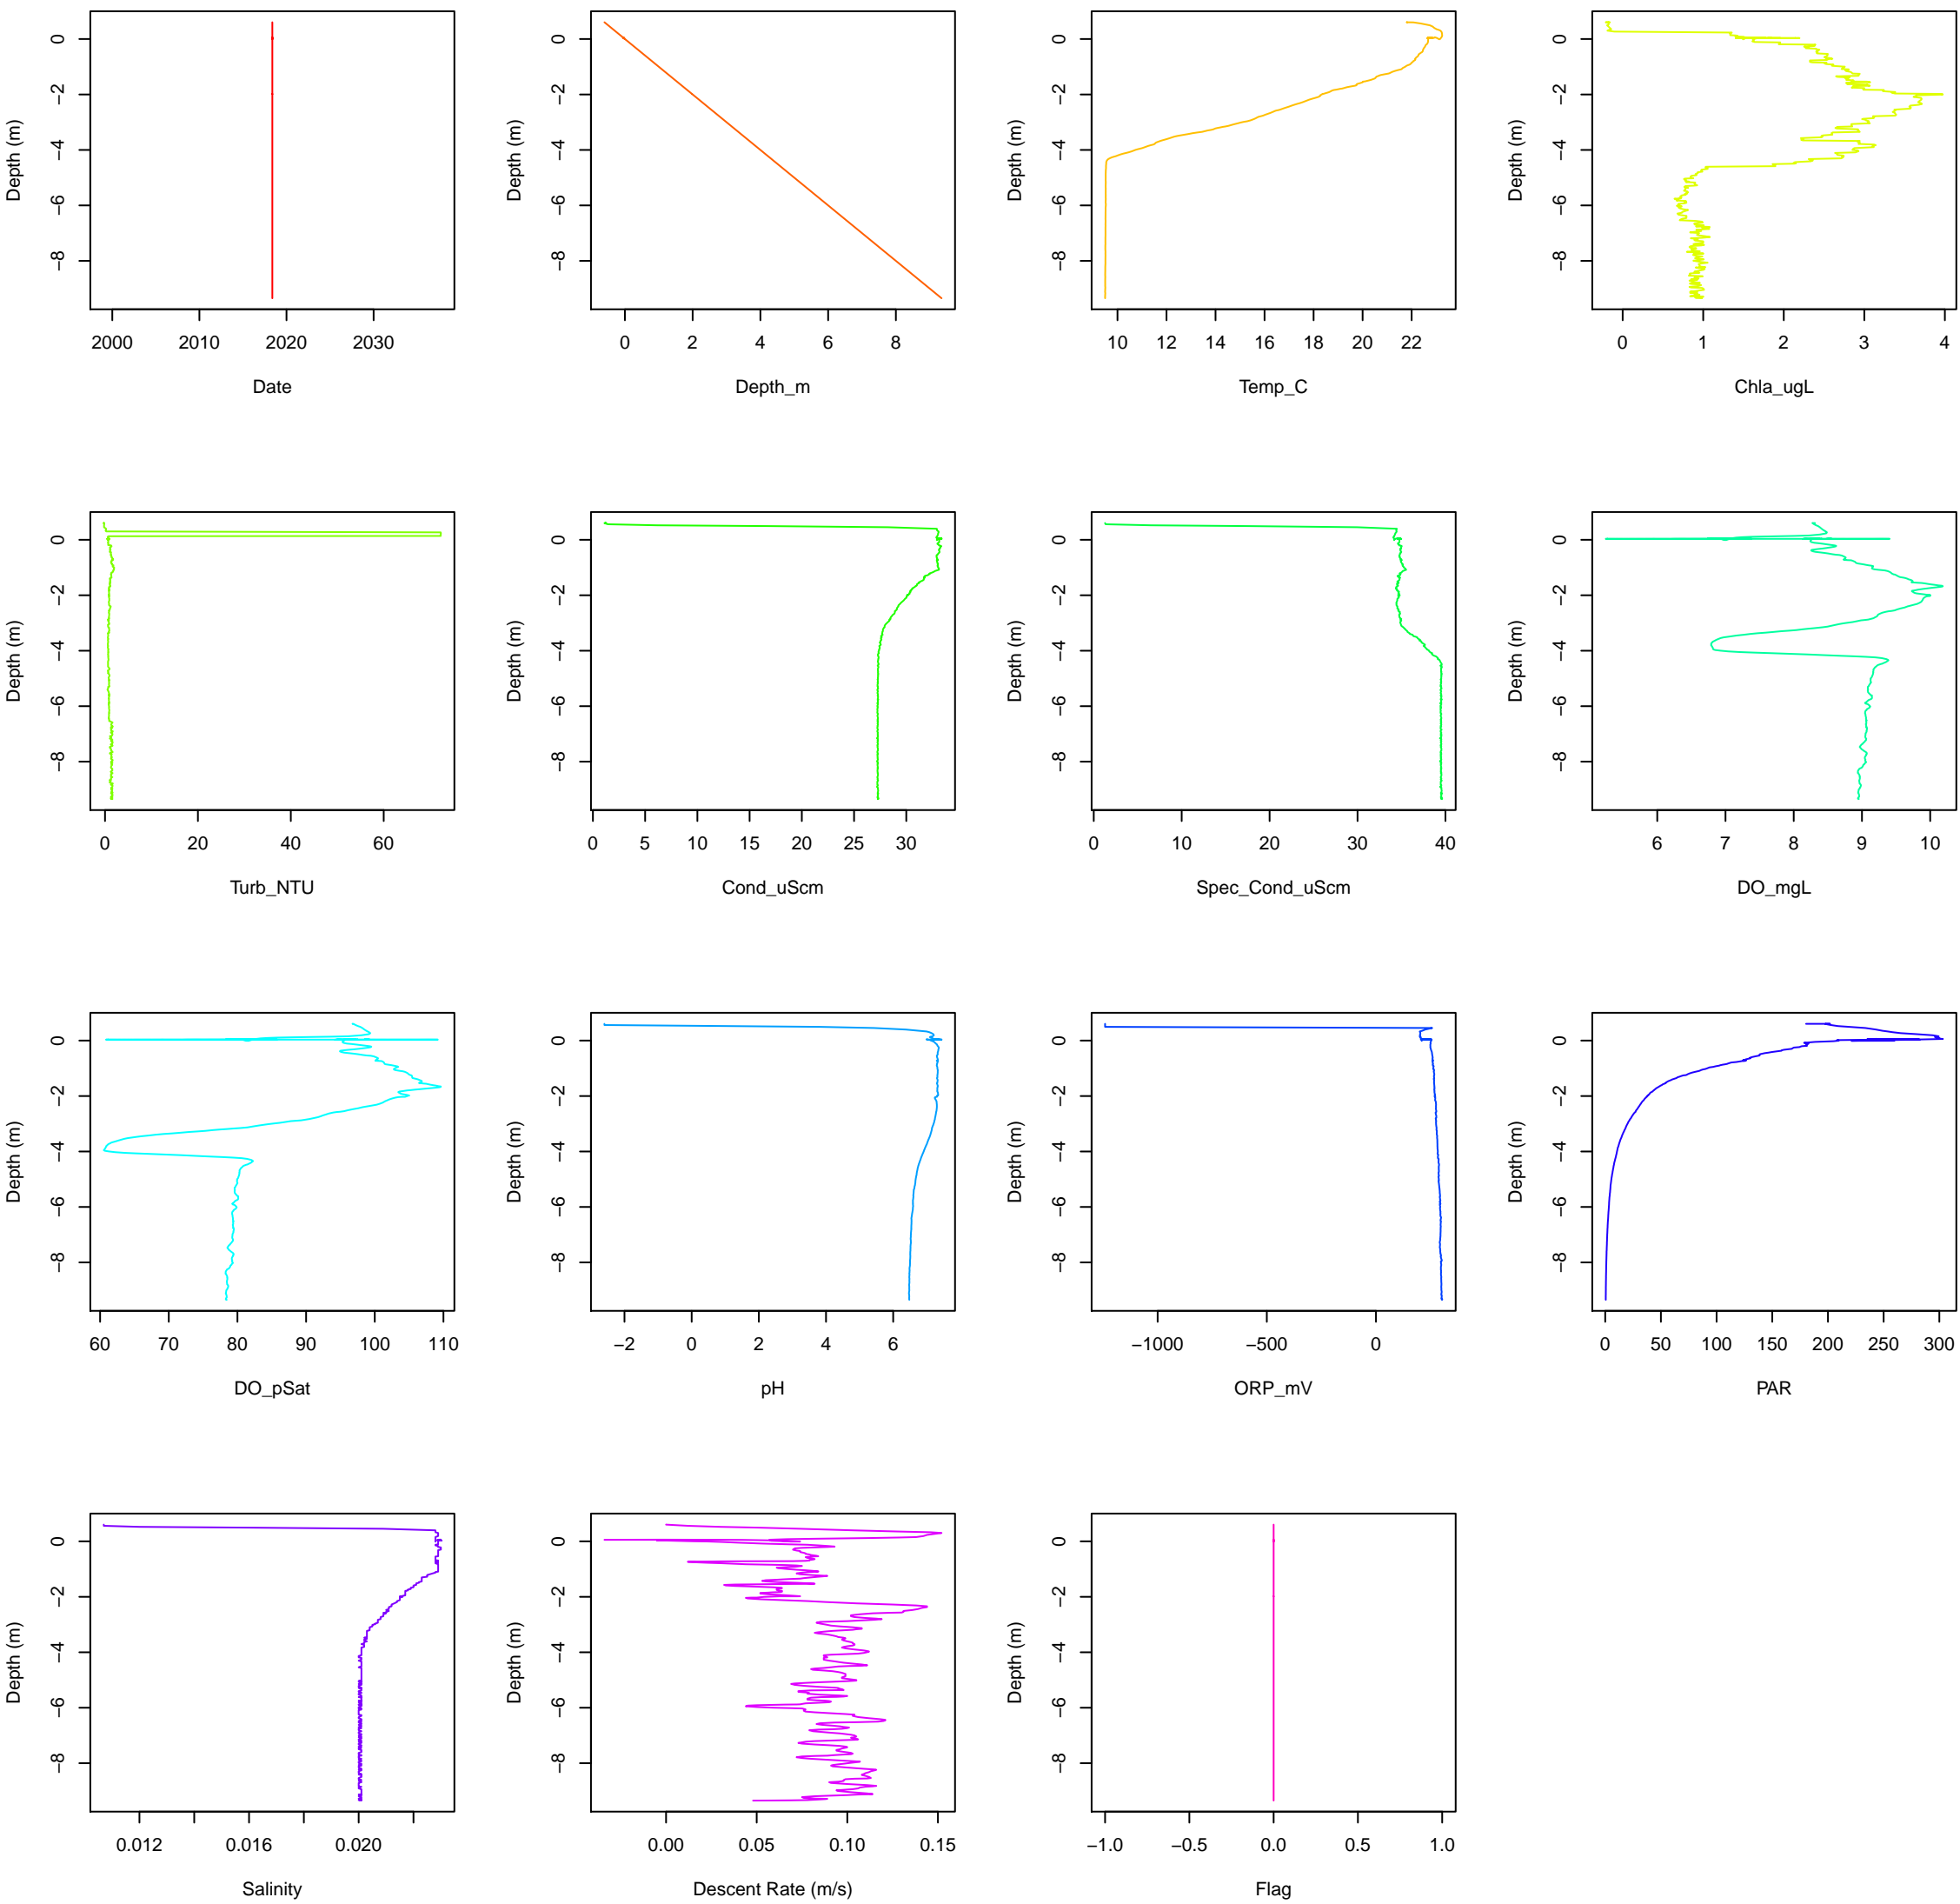 0
−2
−4
−6
−8
Depth (m)
2000 2010 2020 2030
Date
0
−2
−4
−6
−8
Depth (m)
0 2 4 6 8
Depth_m
0
−2
−4
−6
−8
Depth (m)
10 12 14 16 18 20 22
Temp_C
0
−2
−4
−6
−8
Depth (m)
0 1 2 3 4
Chla_ugL
0
−2
−4
−6
−8
Depth (m)
0 20 40 60
Turb_NTU
0
−2
−4
−6
−8
Depth (m)
0 5 10 15 20 25 30
Cond_uScm
0
−2
−4
−6
−8
Depth (m)
0 10 20 30 40
Spec_Cond_uScm
0
−2
−4
−6
−8
Depth (m)
6 7 8 9 10
DO_mgL
0
−2
−4
−6
−8
Depth (m)
60 70 80 90 100 110
DO_pSat
0
−2
−4
−6
−8
Depth (m)
−2 0 2 4 6
pH
0
−2
−4
−6
−8
Depth (m)
−1000 −500 0
ORP_mV
0
−2
−4
−6
−8
Depth (m)
0 50 100 150 200 250 300
PAR
0
−2
−4
−6
−8
Depth (m)
0.012 0.016 0.020
Salinity
0
−2
−4
−6
−8
Depth (m)
0.00 0.05 0.10 0.15
Descent Rate (m/s)
0
−2
−4
−6
−8
Depth (m)
−1.0 −0.5 0.0 0.5 1.0
Flag